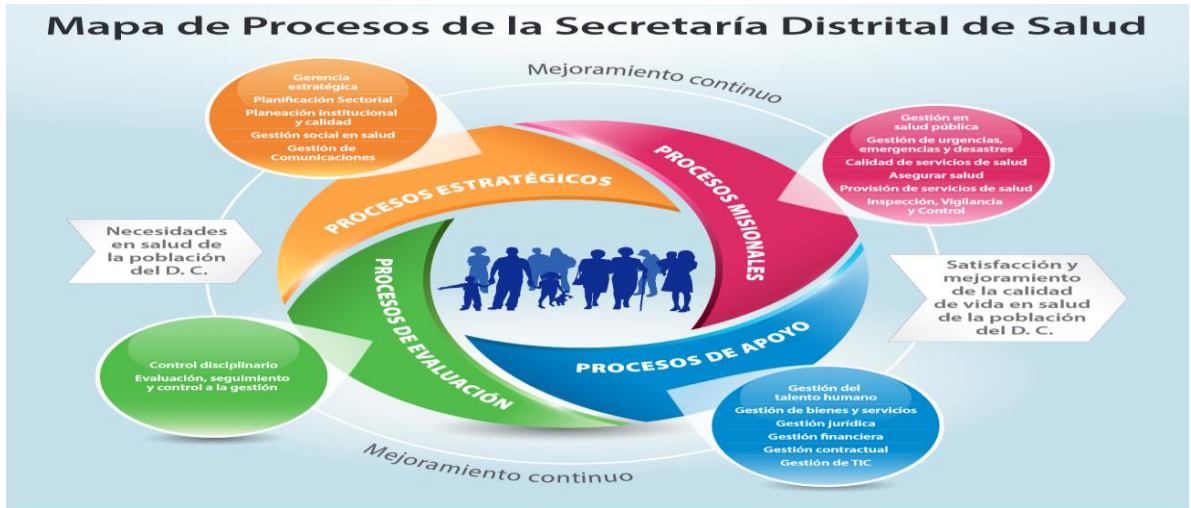 Mapa de Procesos de la Secretaría Distrital de Salud
Mejoramiento continuo
Gerencia
estratégica
Planificación Sectorial
Planeación institucional
y calidad
Gestión social en salud
Gestión de
Comunicaciones
Gestión en
salud pública
Gestión de urgencias,
emergencias y desastres
Calidad de servicios de salud
Asegurar salud
Provisión de servicios de salud
Inspección, Vigilancia
y Control
PROCESOS ESTRATÉGICOS
PROCESOS MISIONALES
Necesidades
en salud de
la población
del D. C.
Satisfacción y
mejoramiento
de la calidad
de vida en salud
de la población
del D. C.
PROCESOS DE EVALUACIÓN
PROCESOS DE APOYO
Control disciplinario
Evaluación, seguimiento
y control a la gestión
Gestión del
talento humano
Gestión de bienes y servicios
Gestión jurídica
Gestión financiera
Gestión contractual
Gestión de TIC
Mejoramiento continuo